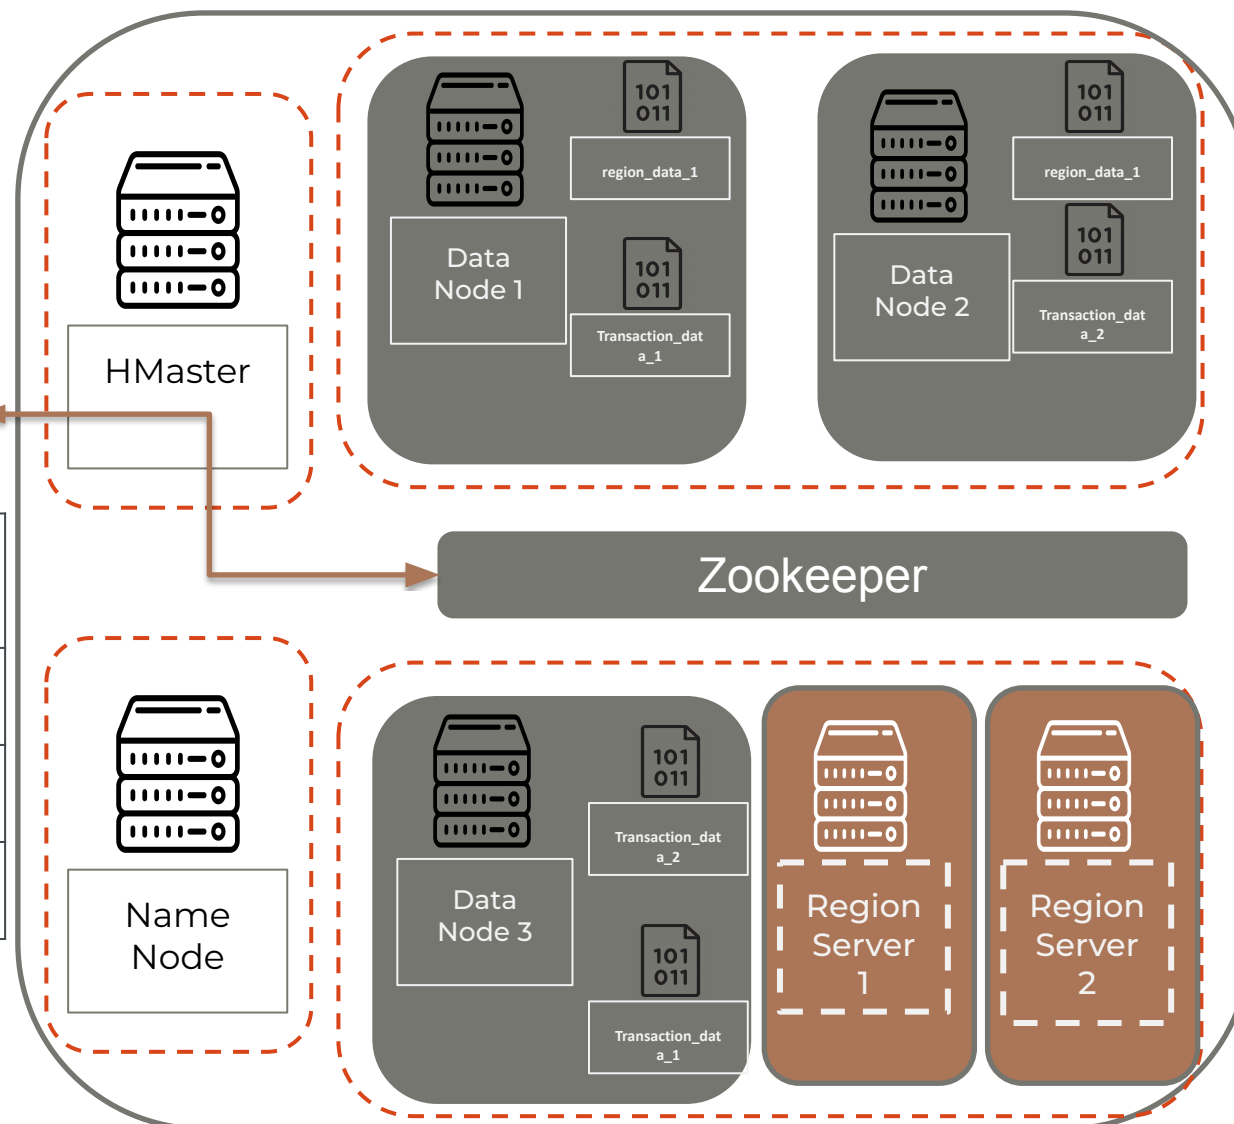 HMaster
Data
Node 1
101
011
region_data_1
101
011
Transaction_dat
a_1
Data
Node 2
101
011
region_data_1
101
011
Transaction_dat
a_2
Zookeeper
Name
Node
Data
Node 3
101
011
Transaction_dat
a_2
101
011
Transaction_dat
a_1
Region
Server
1
Region
Server
2